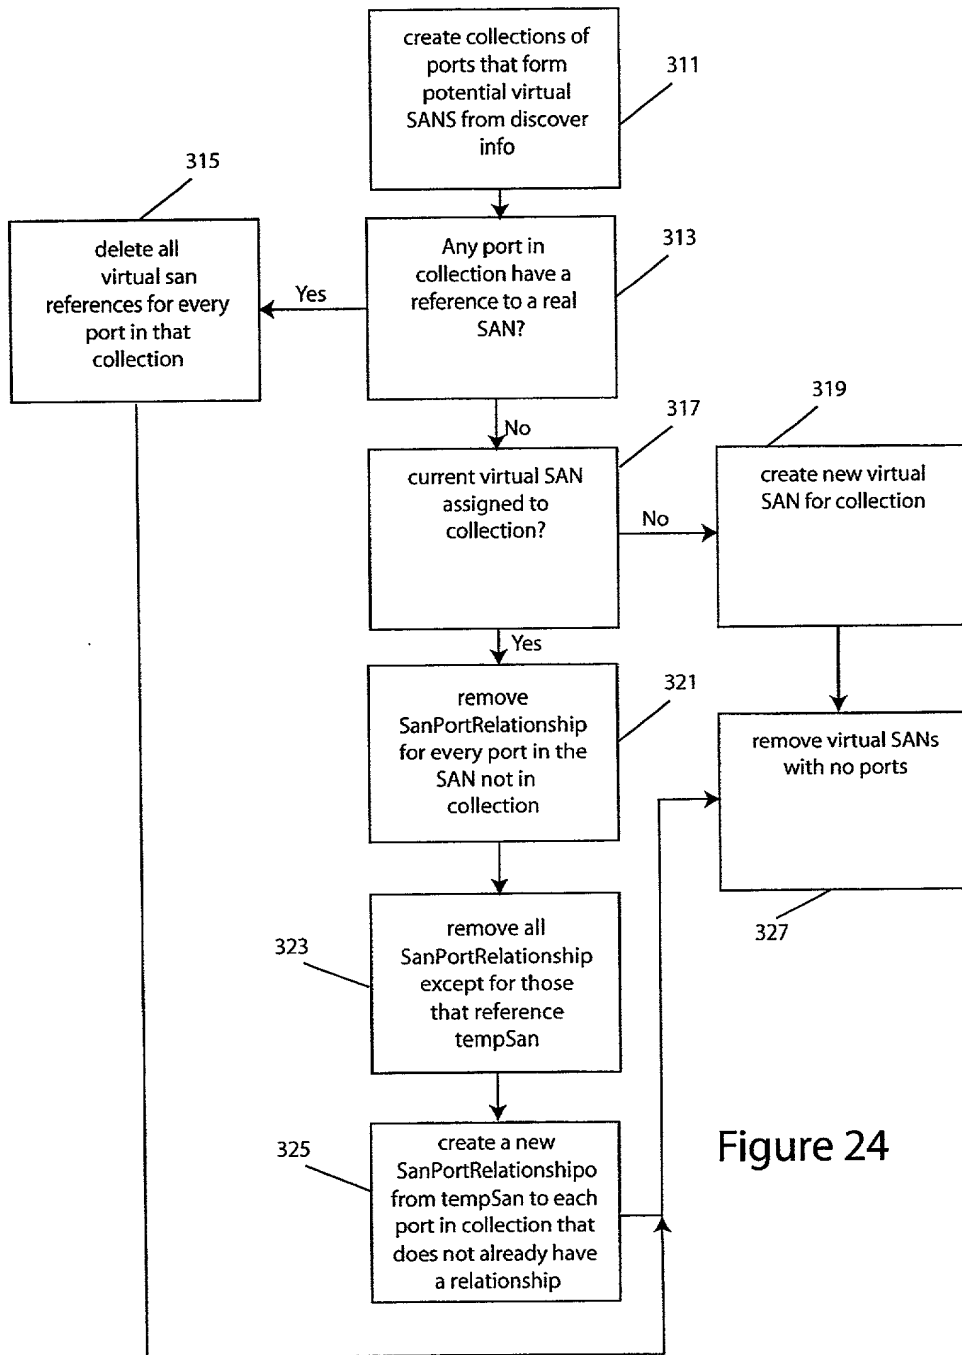 create collections of
ports that form
potential virtual
SANS from discover
info
311
315
delete all
virtual san
references for every
port in that
collection
Yes
Any port in
collection have a
reference to a real
SAN?
313
No
317
319
current virtual SAN
assigned to
collection?
No
create new virtual
SAN for collection
Yes
321
remove
SanPortRelationship
for every port in the
SAN not in
collection
remove virtual SANs
with no ports
327
323
remove all
SanPortRelationship
except for those
that reference
tempSan
325
create a new
SanPortRelationshipo
from tempSan to each
port in collection that
does not already have
a relationship
Figure 24